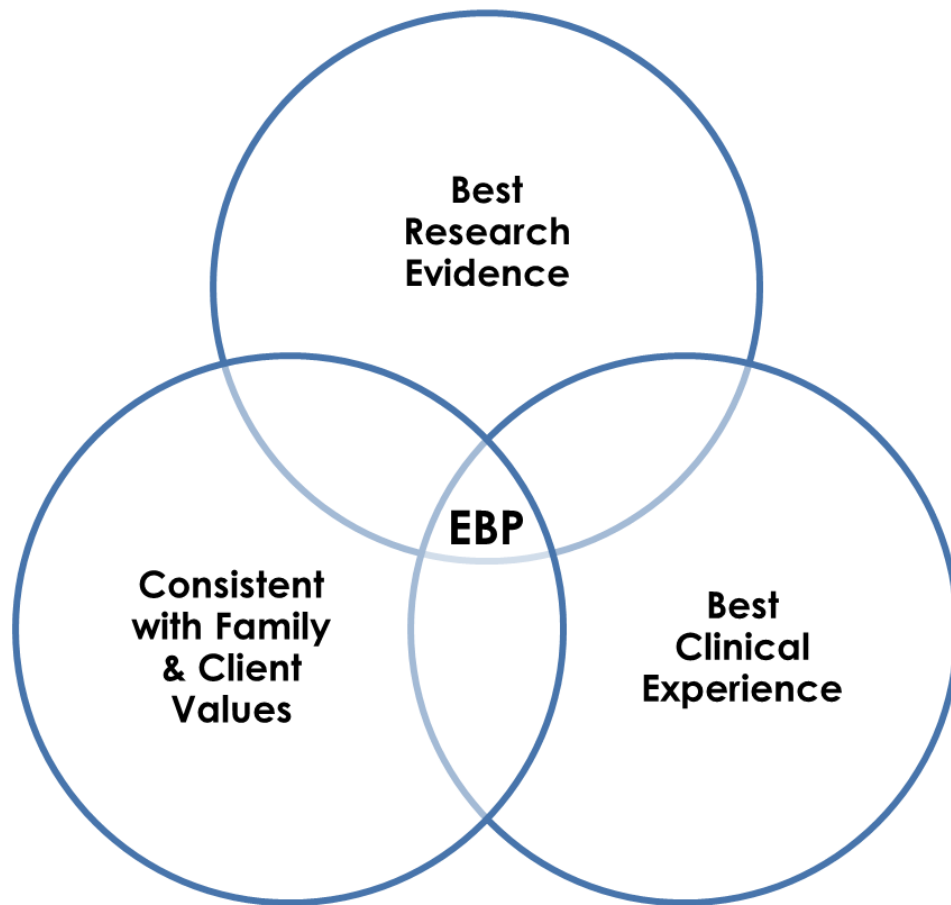 Best
Research
Evidence
EBP
Consistent
with Family
& Client
Values
Best
Clinical
Experience